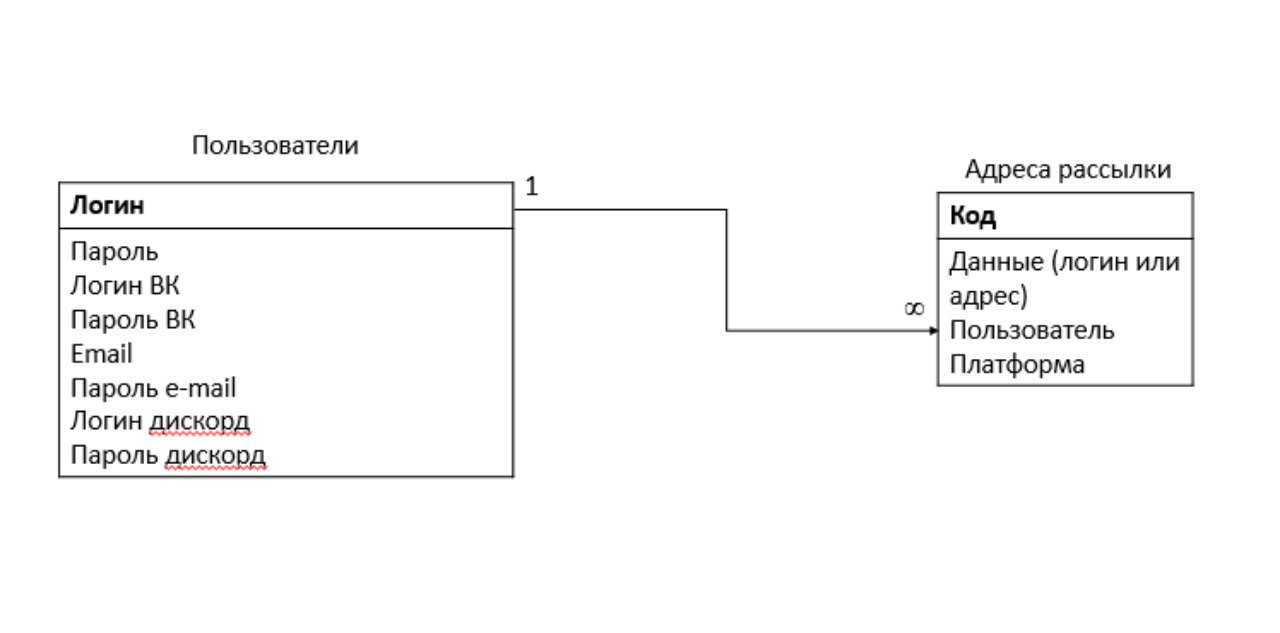 Пользователи
Логин
Пароль
Логин ВК
Пароль ВК
Email
Пароль e-mail
Логин дискорд
Пароль дискорд
1
∞
Адреса рассылки
Код
Данные (логин или
адрес)
Пользователь
Платформа